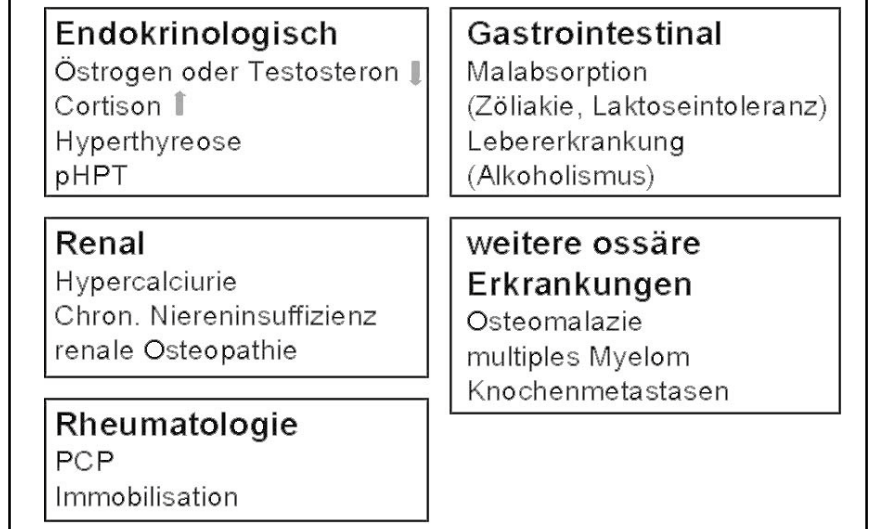 Endokrinologisch
Östrogen oder Testosteron ⬇
Cortison ⬆
Hyperthyreose
pHPT
Gastrointestinal
Malabsorption
(Zöliakie, Laktoseintoleranz)
Lebererkrankung
(Alkoholismus)
Renal
Hypercalciurie
Chron. Niereninsuffizienz
renale Osteopathie
weitere ossäre
Erkrankungen
Osteomalazie
multiples Myelom
Knochenmetastasen
Rheumatologie
PCP
Immobilisation